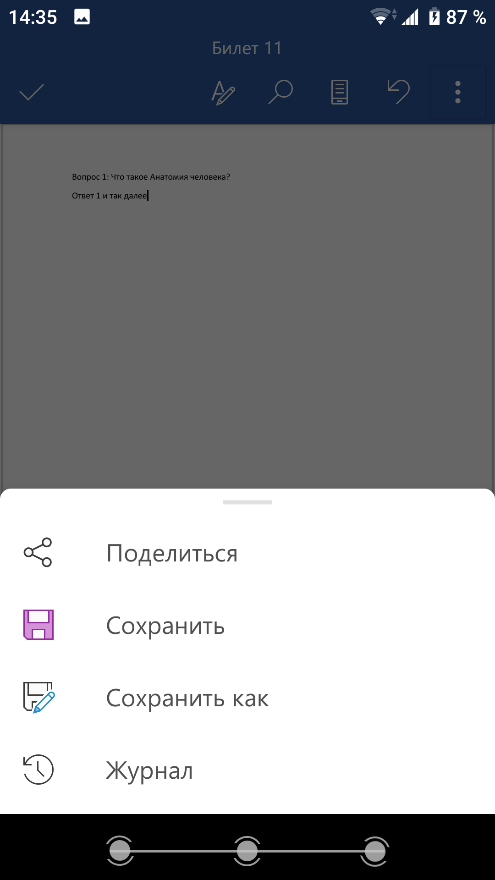 14:35
87 %
Билет 11
Вопрос 1: Что такое Анатомия человека?
Ответ 1 и так далее
Поделиться
Сохранить
Сохранить как
Журнал